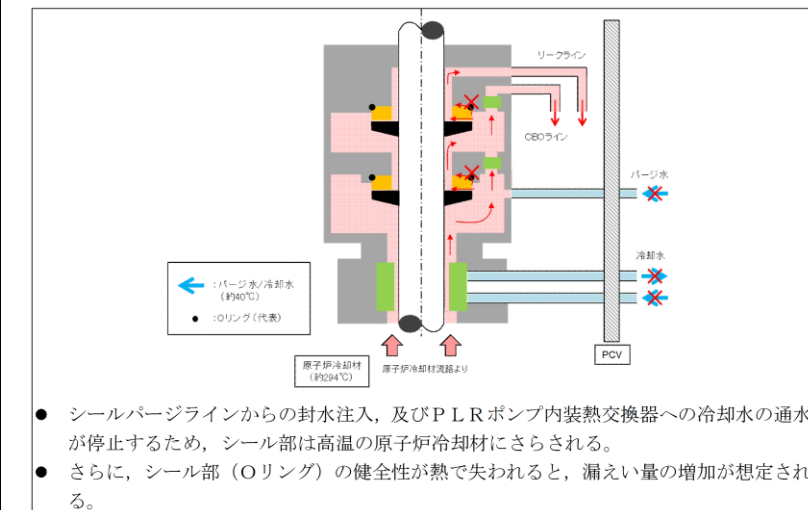 リークライン
CBOライン
パージ水
冷却水
:パージ水/冷却水
(約40℃)
:Oリング(代表)
PCV
原子炉冷却材
(約294℃)
原子炉冷却材流路より
● シールパージラインからの封水注入，及びＰＬＲポンプ内装熱交換器への冷却水の通水
が停止するため，シール部は高温の原子炉冷却材にさらされる。
● さらに，シール部（Ｏリング）の健全性が熱で失われると，漏えい量の増加が想定され
る。